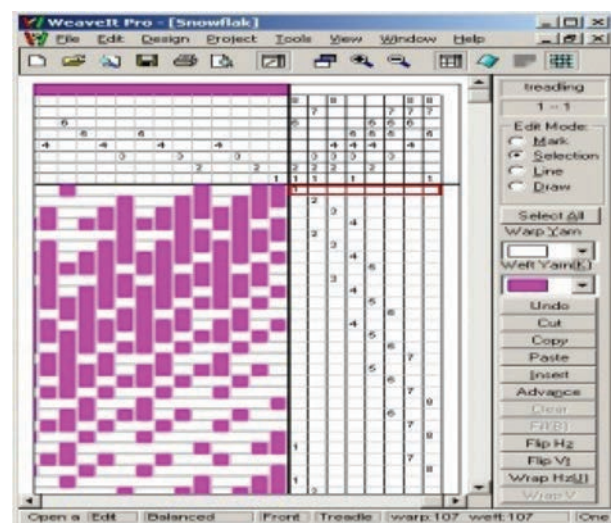 WeaveIt Pro - [Snowflak]
File Edit Design Project Tools View Window Help
treadling
1 - 1
Edit Mode:
Mark
Selection
Line
Draw
Select All
Warp Yarn
Weft Yarn(K)
Undo
Cut
Copy
Paste
Insert
Advance
Clear
Fill(B)
Flip Hz
Flip Vt
Wrap Hz(J)
Wrap V
Open a Edit Balanced Front Treadle warp:107 weft:107 One